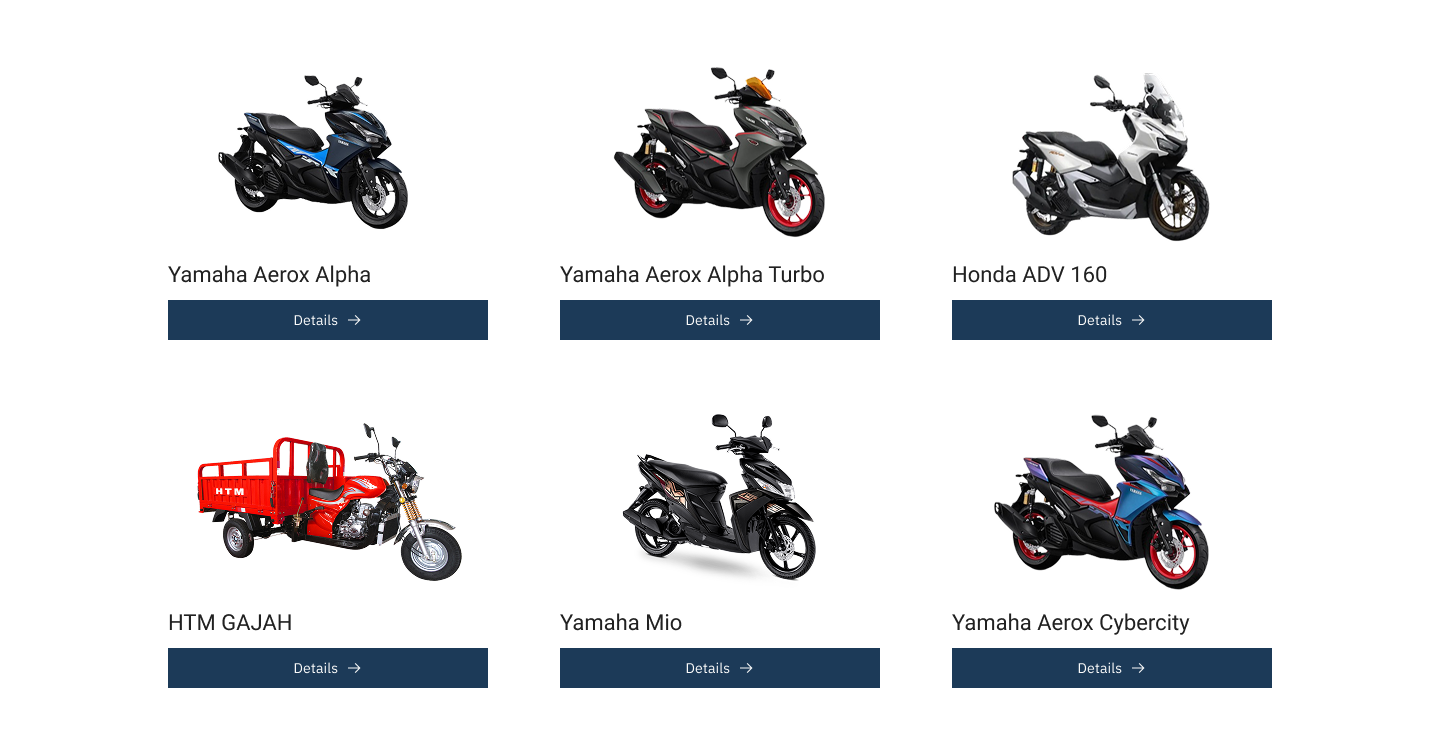 Yamaha Aerox Alpha
Details
Yamaha Aerox Alpha Turbo
Details
Honda ADV 160
Details
HTM
HTM GAJAH
Details
Yamaha Mio
Details
YAMAHA
Yamaha Aerox Cybercity
Details